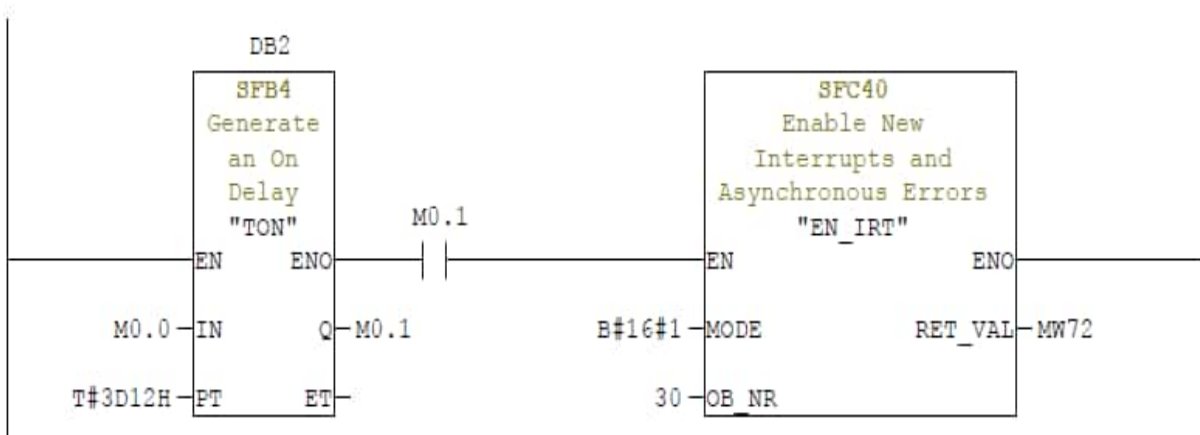 DB2
SFB4
Generate
an On
Delay
"TON"
EN ENO
M0.0 IN Q M0.1
T#3D12H PT ET
M0.1
SFC40
Enable New
Interrupts and
Asynchronous Errors
"EN_IRT"
EN ENO
B#16#1 MODE RET_VAL MW72
30 OB_NR